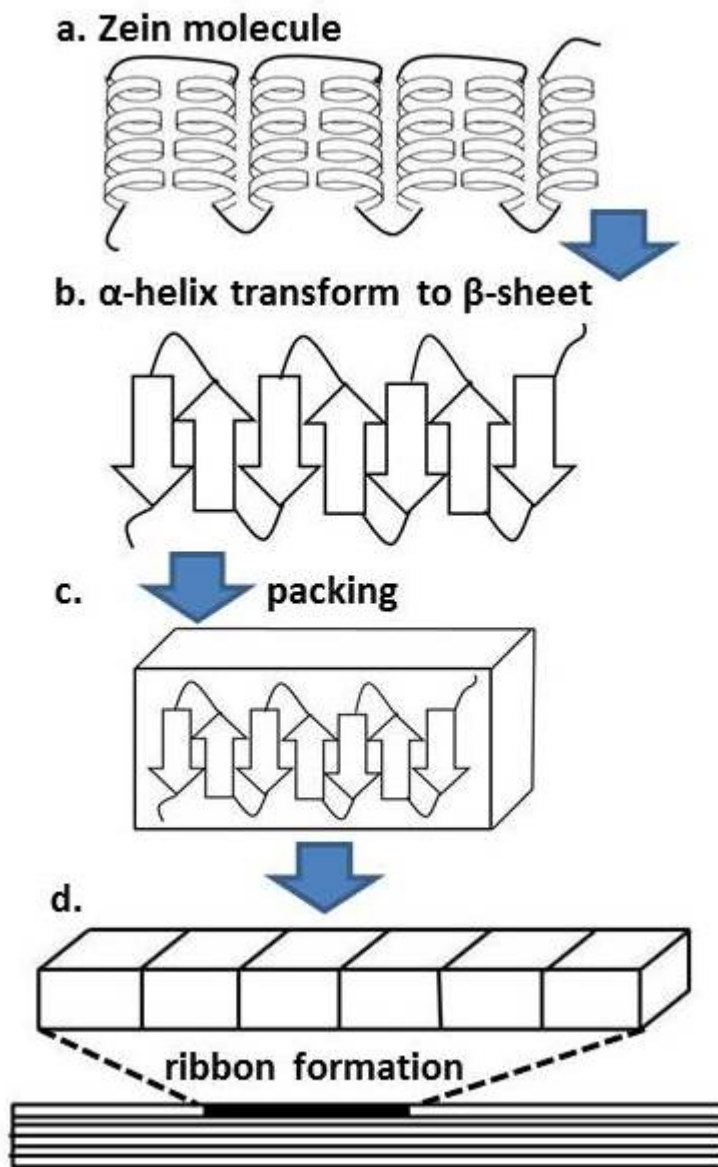 a. Zein molecule
b. α-helix transform to β-sheet
c. packing
d.
ribbon formation